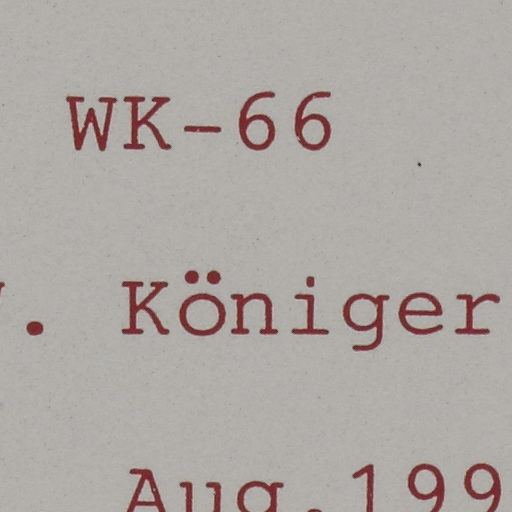 WK-66
. Königer
Aug.199